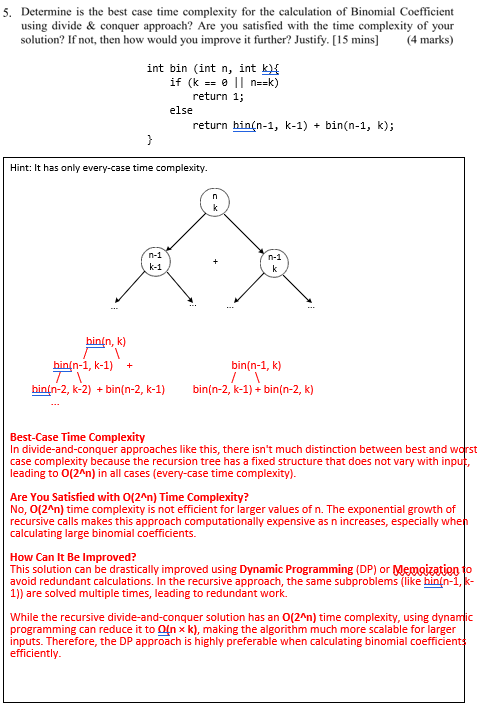 5. Determine is the best case time complexity for the calculation of Binomial Coefficient
using divide & conquer approach? Are you satisfied with the time complexity of your
solution? If not, then how would you improve it further? Justify. [15 mins] (4 marks)
int bin (int n, int k){
if (k == 0 || n==k)
return 1;
else
return bin(n-1, k-1) + bin(n-1, k);
}
Hint: It has only every-case time complexity.
n
k
n-1
k-1
+
n-1
k
... ... ... ...
bin(n, k)
/ \
bin(n-1, k-1) + bin(n-1, k)
/ \ / \
bin(n-2, k-2) + bin(n-2, k-1) bin(n-2, k-1) + bin(n-2, k)
...
Best-Case Time Complexity
In divide-and-conquer approaches like this, there isn't much distinction between best and worst
case complexity because the recursion tree has a fixed structure that does not vary with input,
leading to O(2^n) in all cases (every-case time complexity).
Are You Satisfied with O(2^n) Time Complexity?
No, O(2^n) time complexity is not efficient for larger values of n. The exponential growth of
recursive calls makes this approach computationally expensive as n increases, especially when
calculating large binomial coefficients.
How Can It Be Improved?
This solution can be drastically improved using Dynamic Programming (DP) or Memoization to
avoid redundant calculations. In the recursive approach, the same subproblems (like bin(n-1, k-
1)) are solved multiple times, leading to redundant work.
While the recursive divide-and-conquer solution has an O(2^n) time complexity, using dynamic
programming can reduce it to O(n × k), making the algorithm much more scalable for larger
inputs. Therefore, the DP approach is highly preferable when calculating binomial coefficients
efficiently.